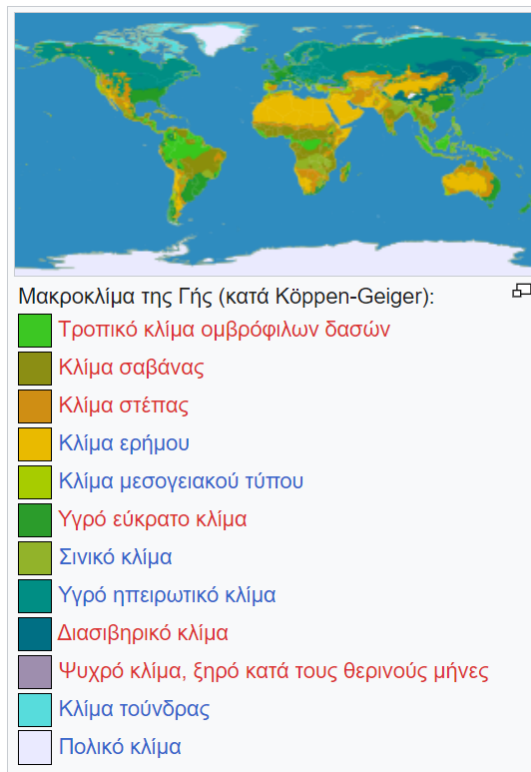 Μακροκλίμα της Γής (κατά Köppen-Geiger):
Τροπικό κλίμα ομβρόφιλων δασών
Κλίμα σαβάνας
Κλίμα στέπας
Κλίμα ερήμου
Κλίμα μεσογειακού τύπου
Υγρό εύκρατο κλίμα
Σινικό κλίμα
Υγρό ηπειρωτικό κλίμα
Διασιβηρικό κλίμα
Ψυχρό κλίμα, ξηρό κατά τους θερινούς μήνες
Κλίμα τούνδρας
Πολικό κλίμα